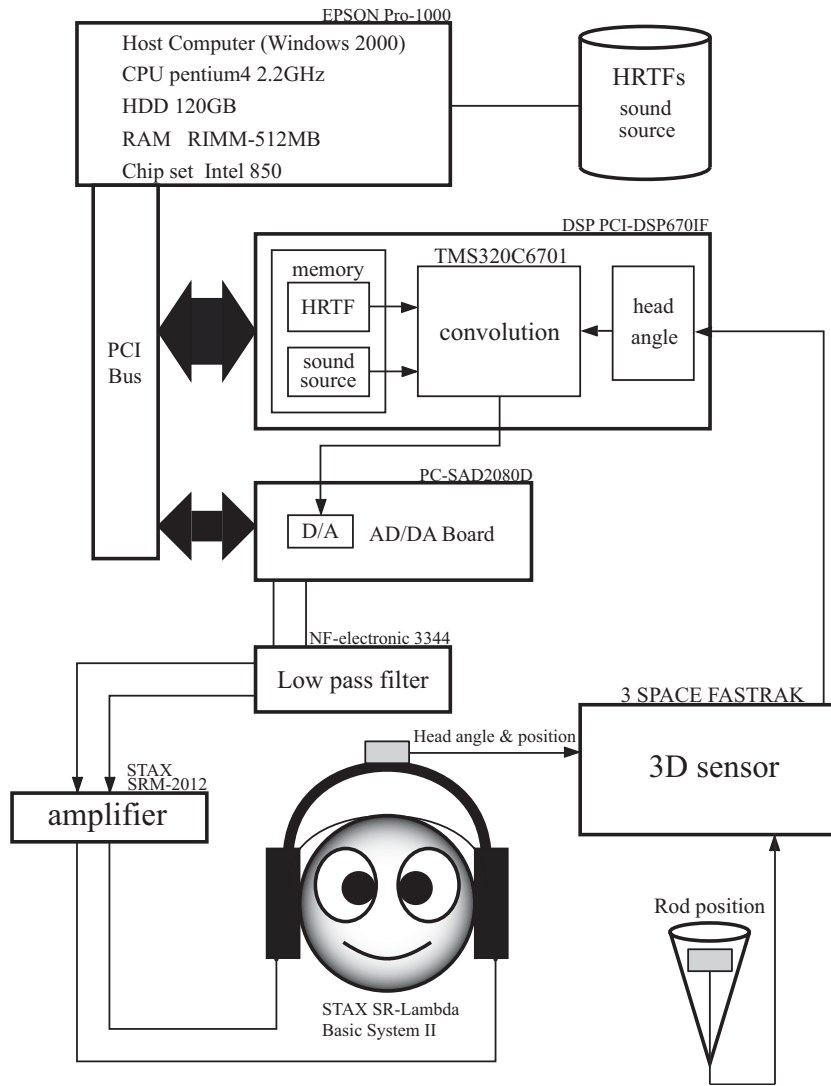 EPSON Pro-1000
Host Computer (Windows 2000)
CPU pentium4 2.2GHz
HDD 120GB
RAM RIMM-512MB
Chip set Intel 850
HRTFs
sound
source
DSP PCI-DSP670IF
TMS320C6701
memory
HRTF
sound
source
convolution
head
angle
PCI
Bus
PC-SAD2080D
D/A
AD/DA Board
NF-electronic 3344
Low pass filter
Head angle & position
3 SPACE FASTRAK
3D sensor
STAX
SRM-2012
amplifier
Rod position
STAX SR-Lambda
Basic System II